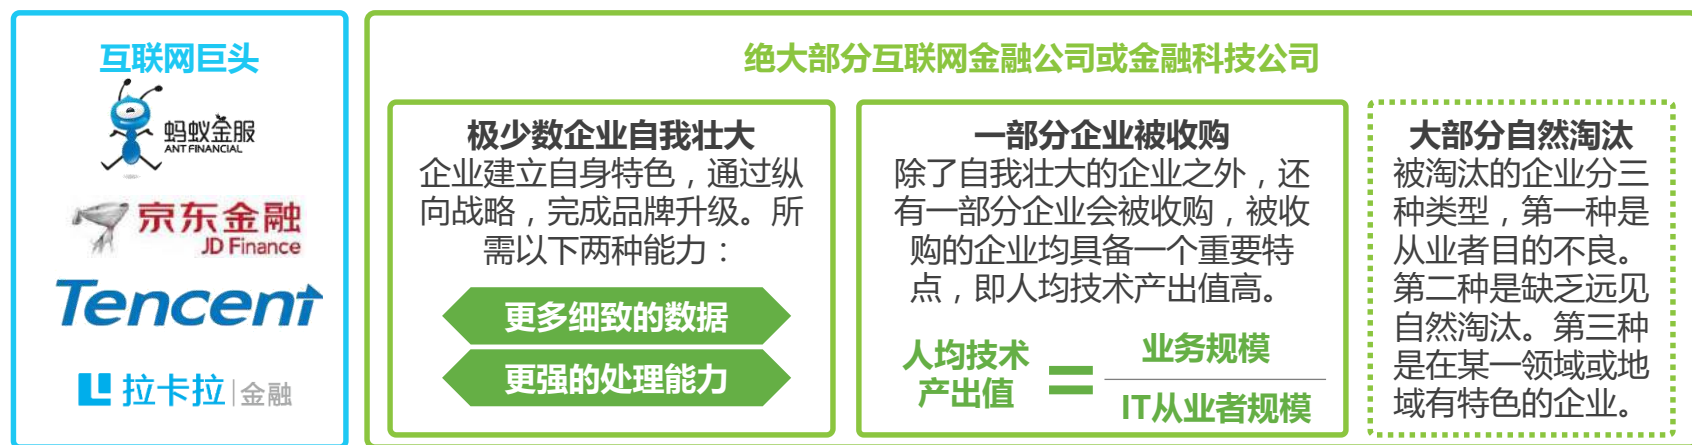 互联网巨头
蚂蚁金服
ANT FINANCIAL
京东金融
JD Finance
Tencent
拉卡拉|金融
绝大部分互联网金融公司或金融科技公司
极少数企业自我壮大
企业建立自身特色，通过纵
向战略，完成品牌升级。所
需以下两种能力：
更多细致的数据
更强的处理能力
一部分企业被收购
除了自我壮大的企业之外，还
有一部分企业会被收购，被收
购的企业均具备一个重要特
点，即人均技术产出值高。
人均技术
产出值
=
业务规模
IT从业者规模
大部分自然淘汰
被淘汰的企业分三
种类型，第一种是
从业者目的不良。
第二种是缺乏远见
自然淘汰。第三种
是在某一领域或地
域有特色的企业。